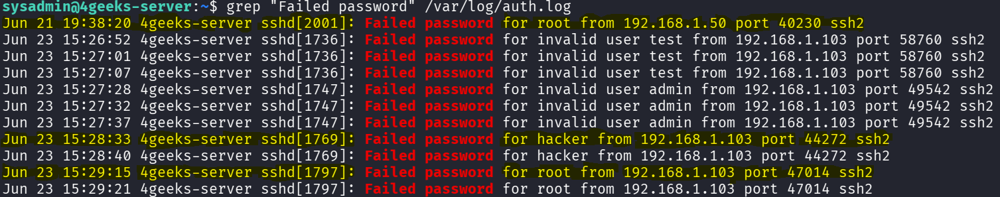 sysadmin@4geeks-server:~$ grep "Failed password" /var/log/auth.log
Jun 21 19:38:20 4geeks-server sshd[2001]: Failed password for root from 192.168.1.50 port 40230 ssh2
Jun 23 15:26:52 4geeks-server sshd[1736]: Failed password for invalid user test from 192.168.1.103 port 58760 ssh2
Jun 23 15:27:01 4geeks-server sshd[1736]: Failed password for invalid user test from 192.168.1.103 port 58760 ssh2
Jun 23 15:27:07 4geeks-server sshd[1736]: Failed password for invalid user test from 192.168.1.103 port 58760 ssh2
Jun 23 15:27:28 4geeks-server sshd[1747]: Failed password for invalid user admin from 192.168.1.103 port 49542 ssh2
Jun 23 15:27:32 4geeks-server sshd[1747]: Failed password for invalid user admin from 192.168.1.103 port 49542 ssh2
Jun 23 15:27:37 4geeks-server sshd[1747]: Failed password for invalid user admin from 192.168.1.103 port 49542 ssh2
Jun 23 15:28:33 4geeks-server sshd[1769]: Failed password for hacker from 192.168.1.103 port 44272 ssh2
Jun 23 15:28:40 4geeks-server sshd[1769]: Failed password for hacker from 192.168.1.103 port 44272 ssh2
Jun 23 15:29:15 4geeks-server sshd[1797]: Failed password for root from 192.168.1.103 port 47014 ssh2
Jun 23 15:29:21 4geeks-server sshd[1797]: Failed password for root from 192.168.1.103 port 47014 ssh2